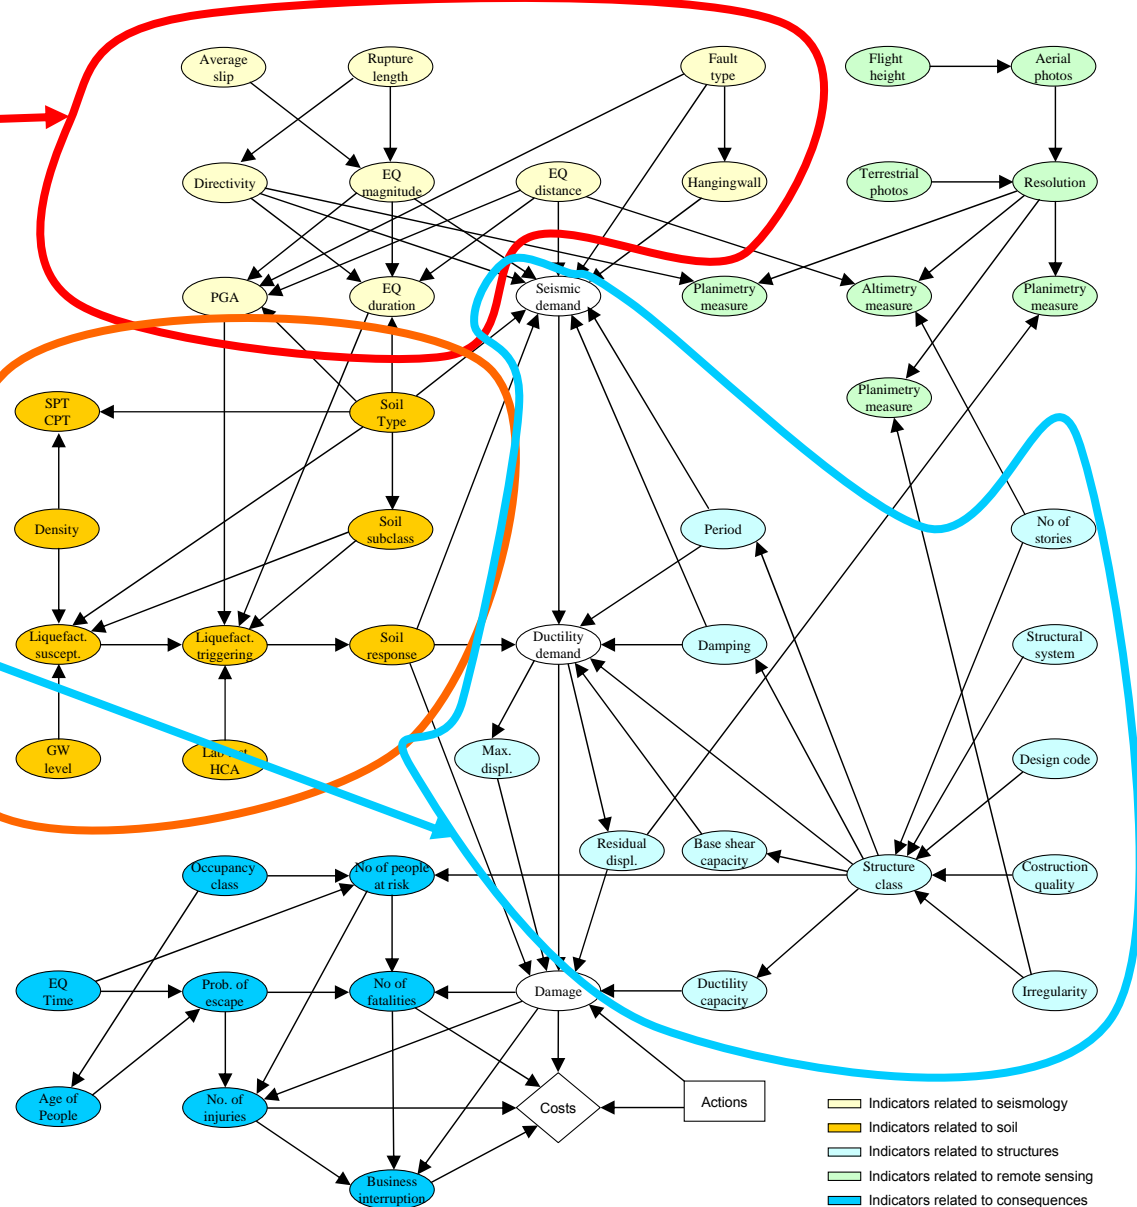 Average
slip
Rupture
length
Fault
type
Flight
height
Aerial
photos
Directivity
EQ
magnitude
EQ
distance
Hangingwall
Terrestrial
photos
Resolution
PGA
EQ
duration
Seismic
demand
Planimetry
measure
Altimetry
measure
Planimetry
measure
Planimetry
measure
SPT
CPT
Soil
Type
Density
Soil
subclass
Period
No of
stories
Liquefact.
suscept.
Liquefact.
triggering
Soil
response
Ductility
demand
Damping
Structural
system
GW
level
Lab test
HCA
Max.
displ.
Design code
Residual
displ.
Base shear
capacity
Structure
class
Costruction
quality
Occupancy
class
No of people
at risk
EQ
Time
Prob. of
escape
No of
fatalities
Damage
Ductility
capacity
Irregularity
Age of
People
No. of
injuries
Costs
Actions
Business
interruption
Indicators related to seismology
Indicators related to soil
Indicators related to structures
Indicators related to remote sensing
Indicators related to consequences